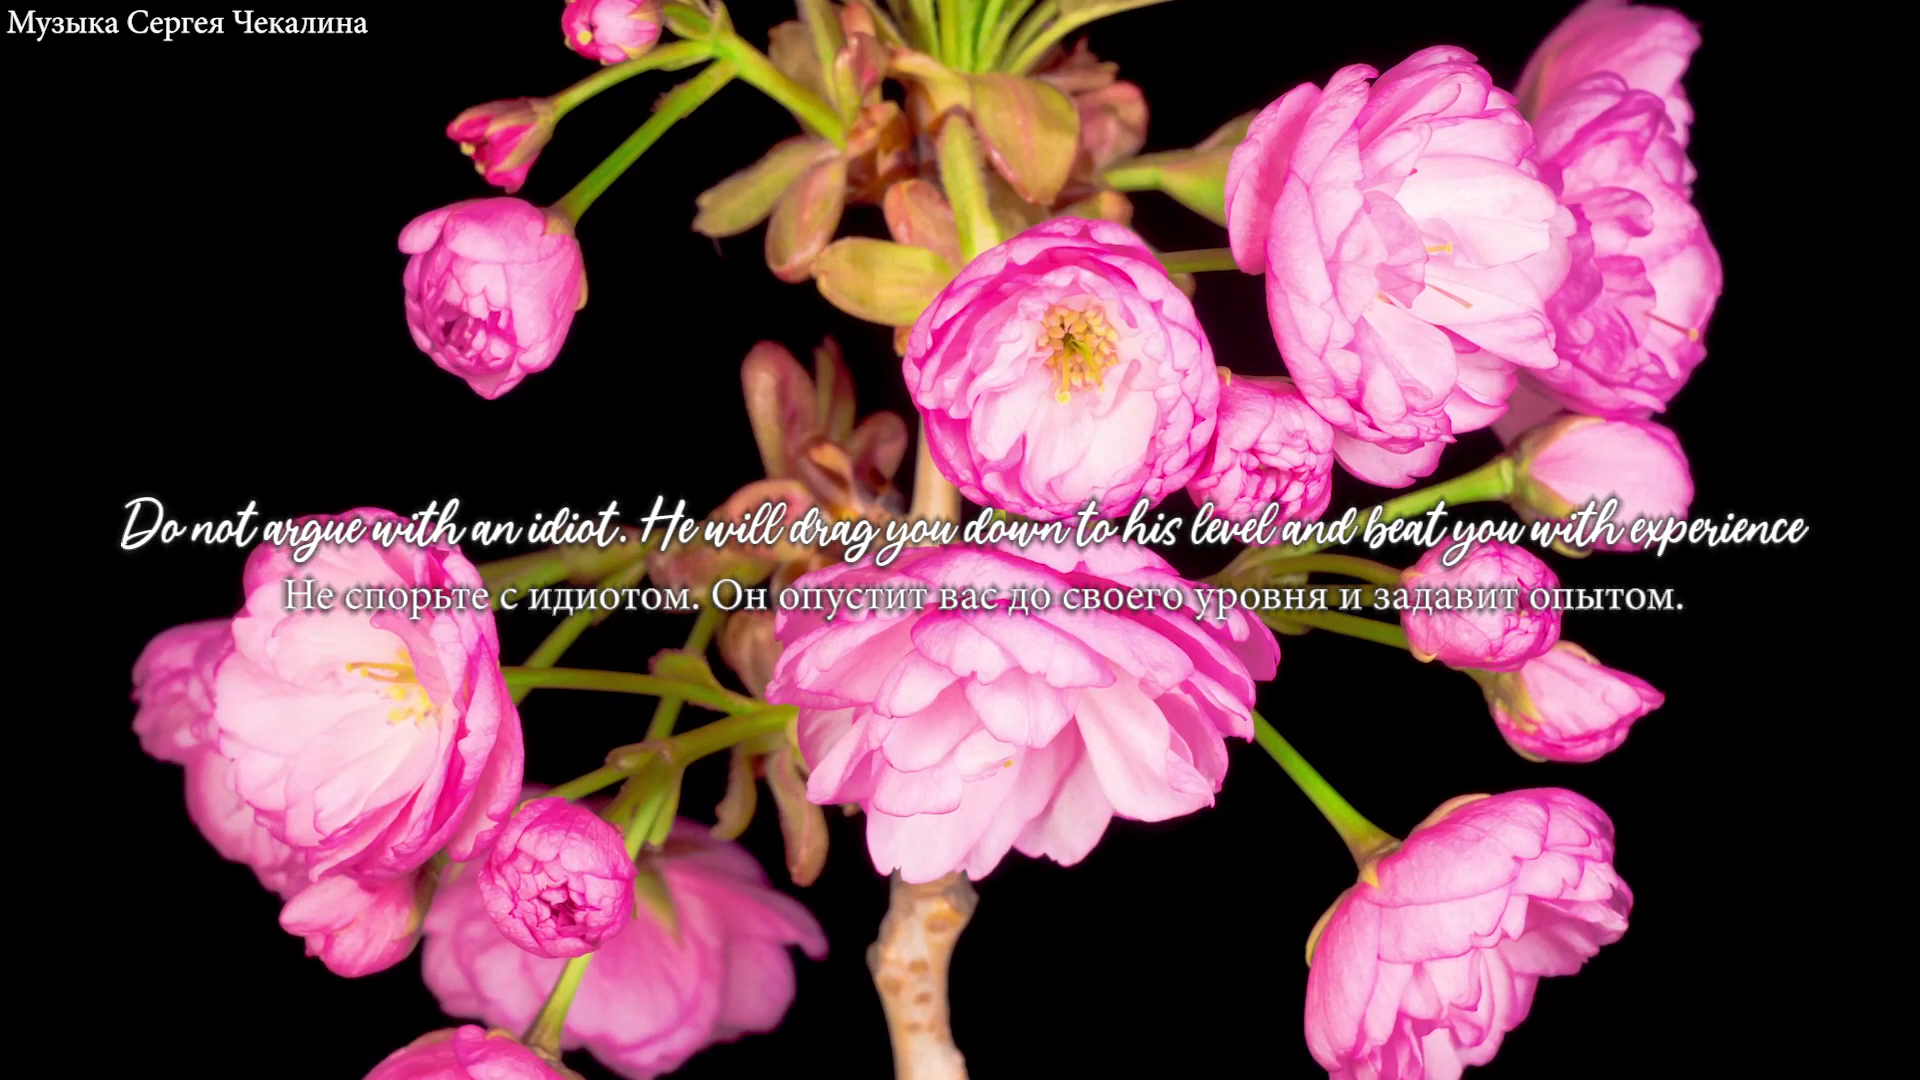 Музыка Сергея Чекалина
Do not argue with an idiot. He will drag you down to his level and beat you with experience
Не спорьте с идиотом. Он опустит вас до своего уровня и задавит опытом.